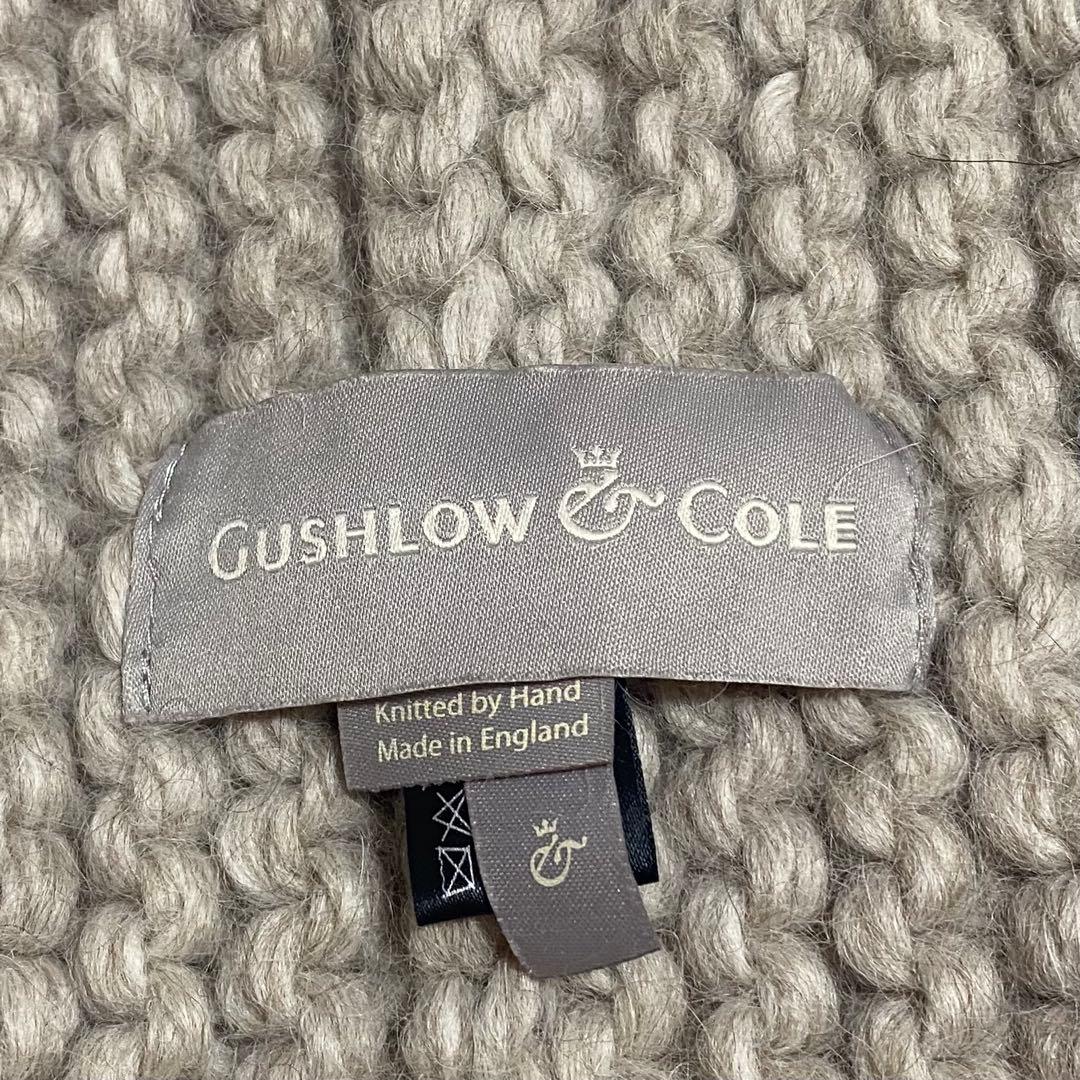 GUSHLOW & COLE
Knitted by Hand
Made in England
&